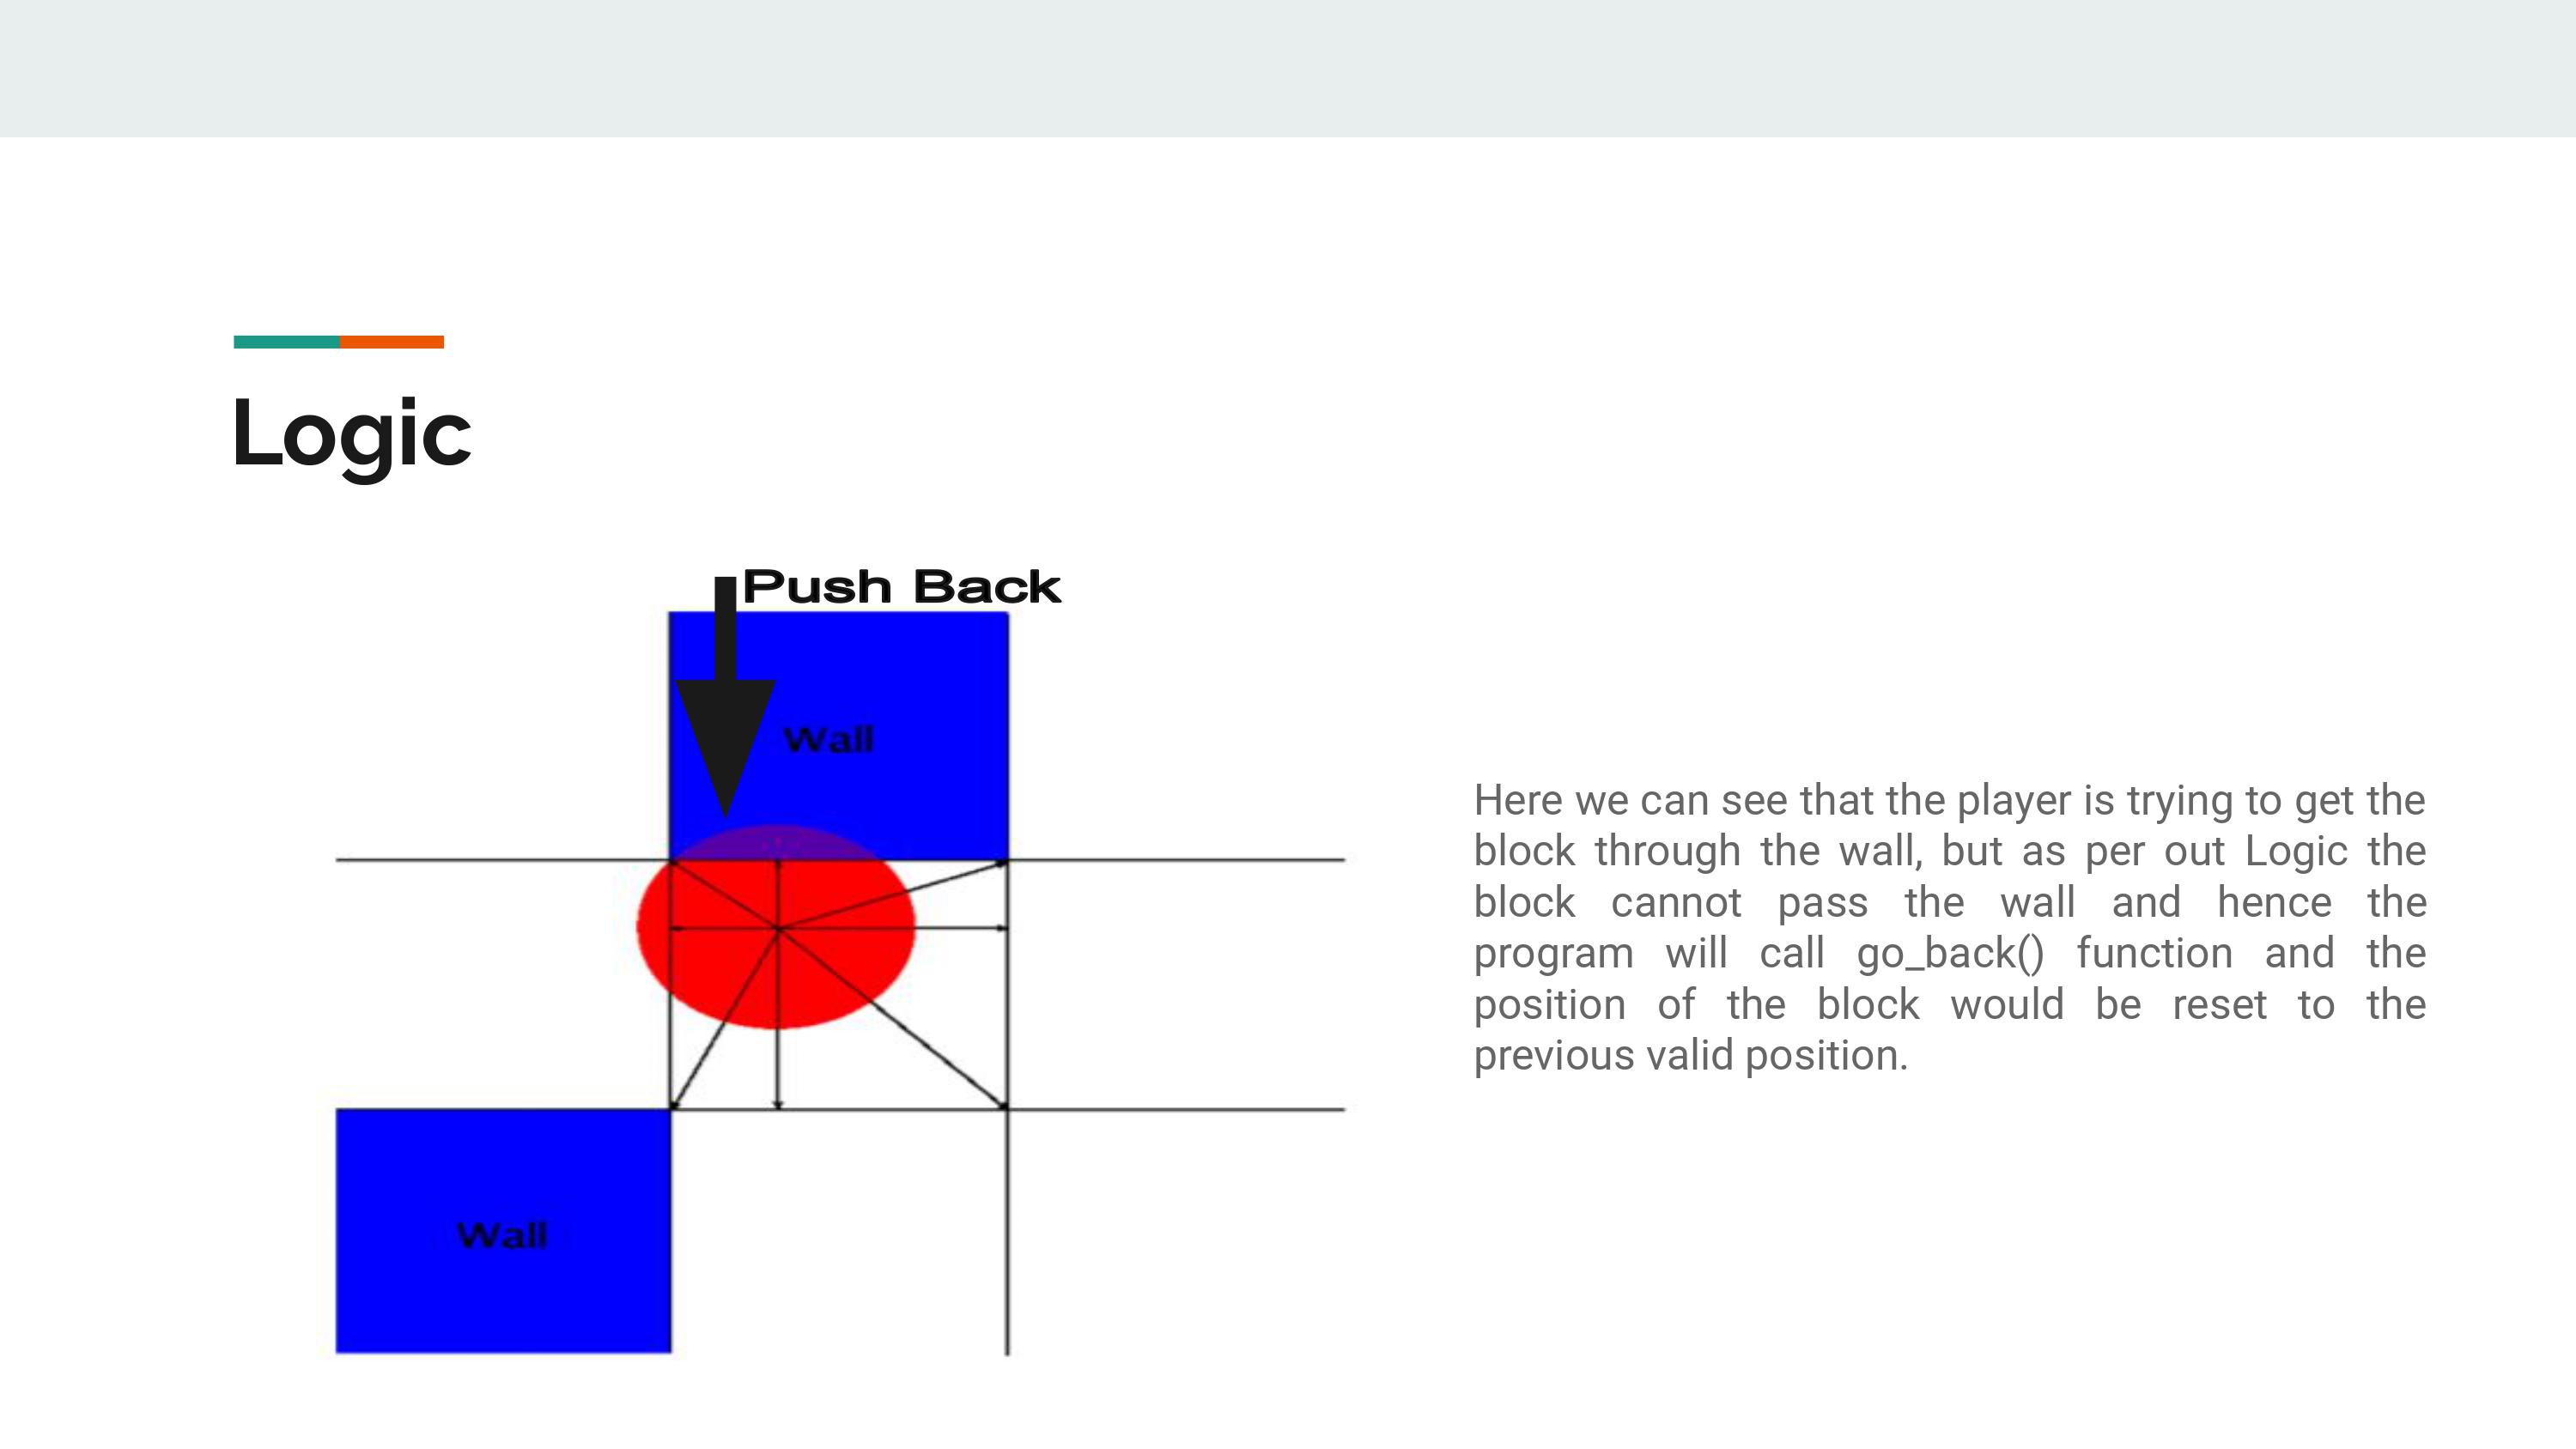 Logic
Push Back
Wall
Wall
Here we can see that the player is trying to get the
block through the wall, but as per out Logic the
block cannot pass the wall and hence the
program will call go_back() function and the
position of the block would be reset to the
previous valid position.